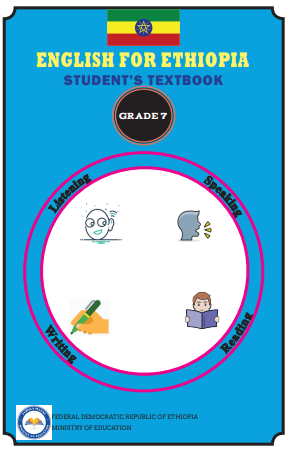 ENGLISH FOR ETHIOPIA
STUDENT'S TEXTBOOK
GRADE 7
Listening
Speaking
Writing
Reading
FEDERAL DEMOCRATIC REPUBLIC OF ETHIOPIA
MINISTRY OF EDUCATION